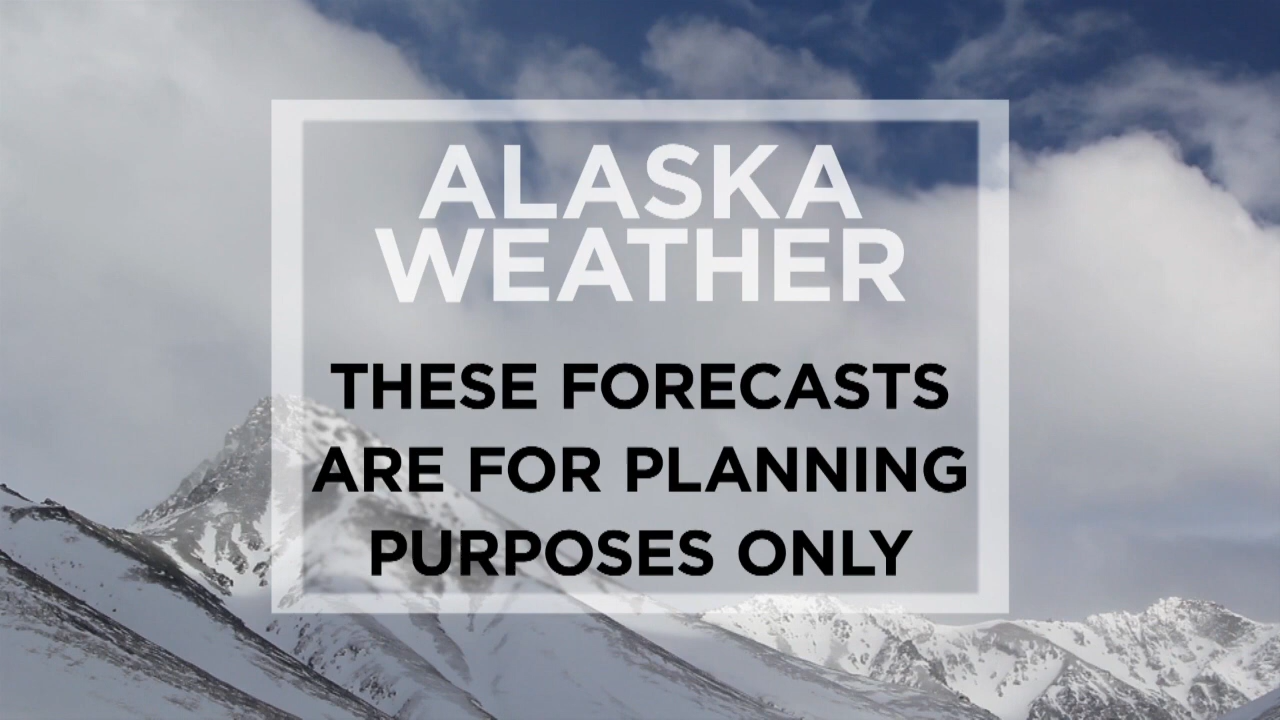 ALASKA
WEATHER
THESE FORECASTS
ARE FOR PLANNING
PURPOSES ONLY